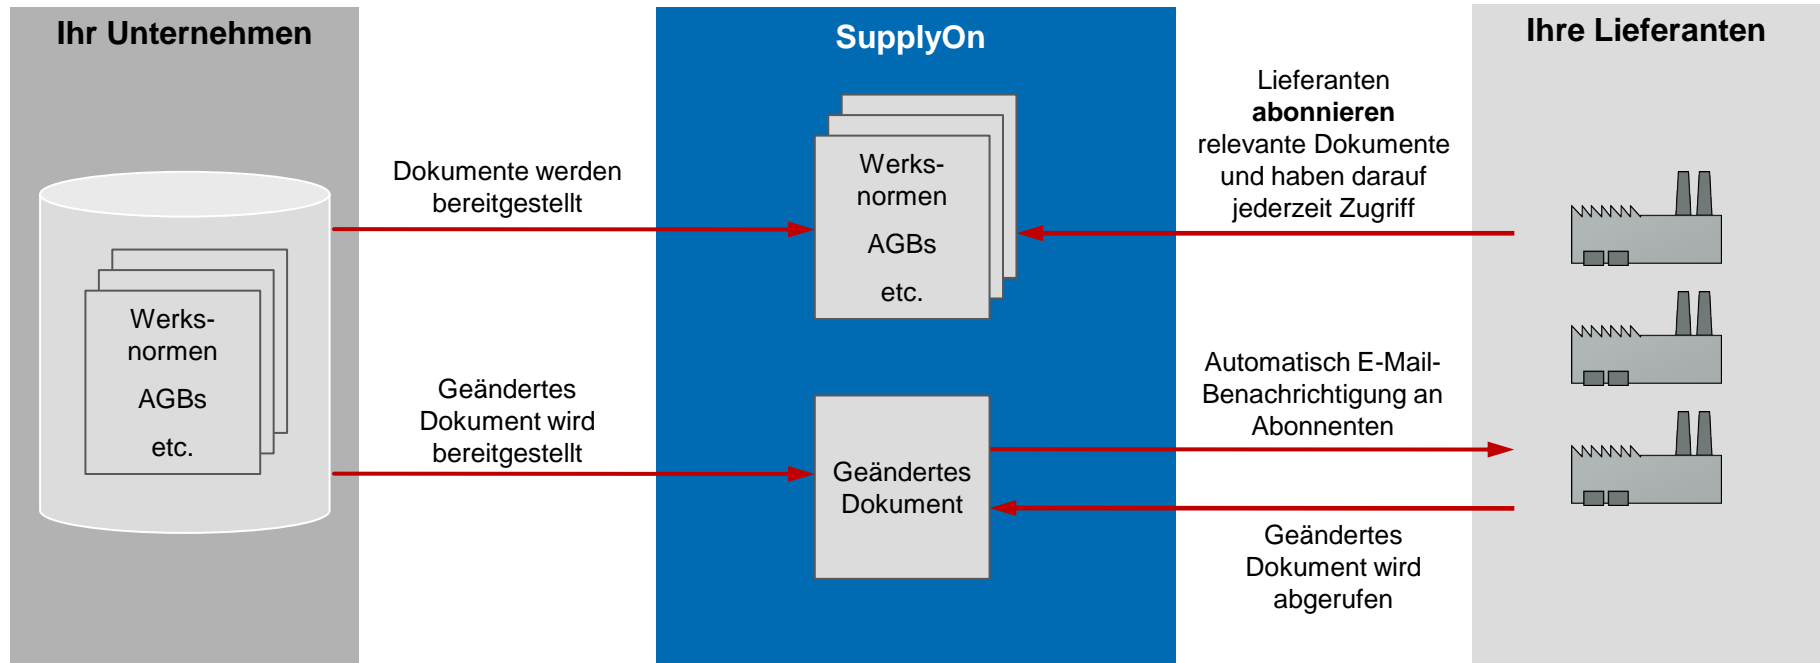 Ihr Unternehmen
SupplyOn
Ihre Lieferanten
Werks-
normen
AGBs
etc.
Dokumente werden
bereitgestellt
Geändertes
Dokument wird
bereitgestellt
Werks-
normen
AGBs
etc.
Geändertes
Dokument
Lieferanten
abonnieren
relevante Dokumente
und haben darauf
jederzeit Zugriff
Automatisch E-Mail-
Benachrichtigung an
Abonnenten
Geändertes
Dokument wird
abgerufen